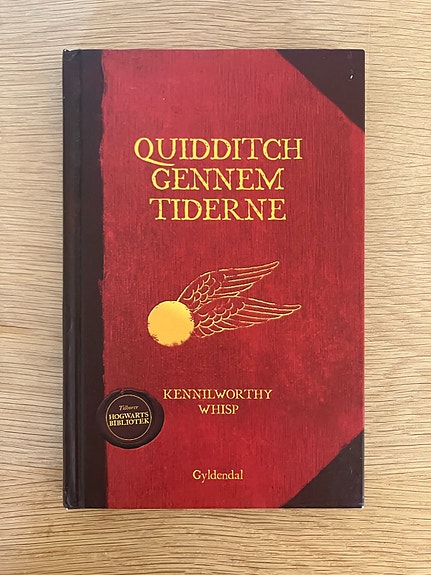 QUIDDITCH
GENNEM
TIDERNE
KENNILWORTHY
WHISP
Tilhører
HOGWARTS
BIBLIOTEK
Gyldendal